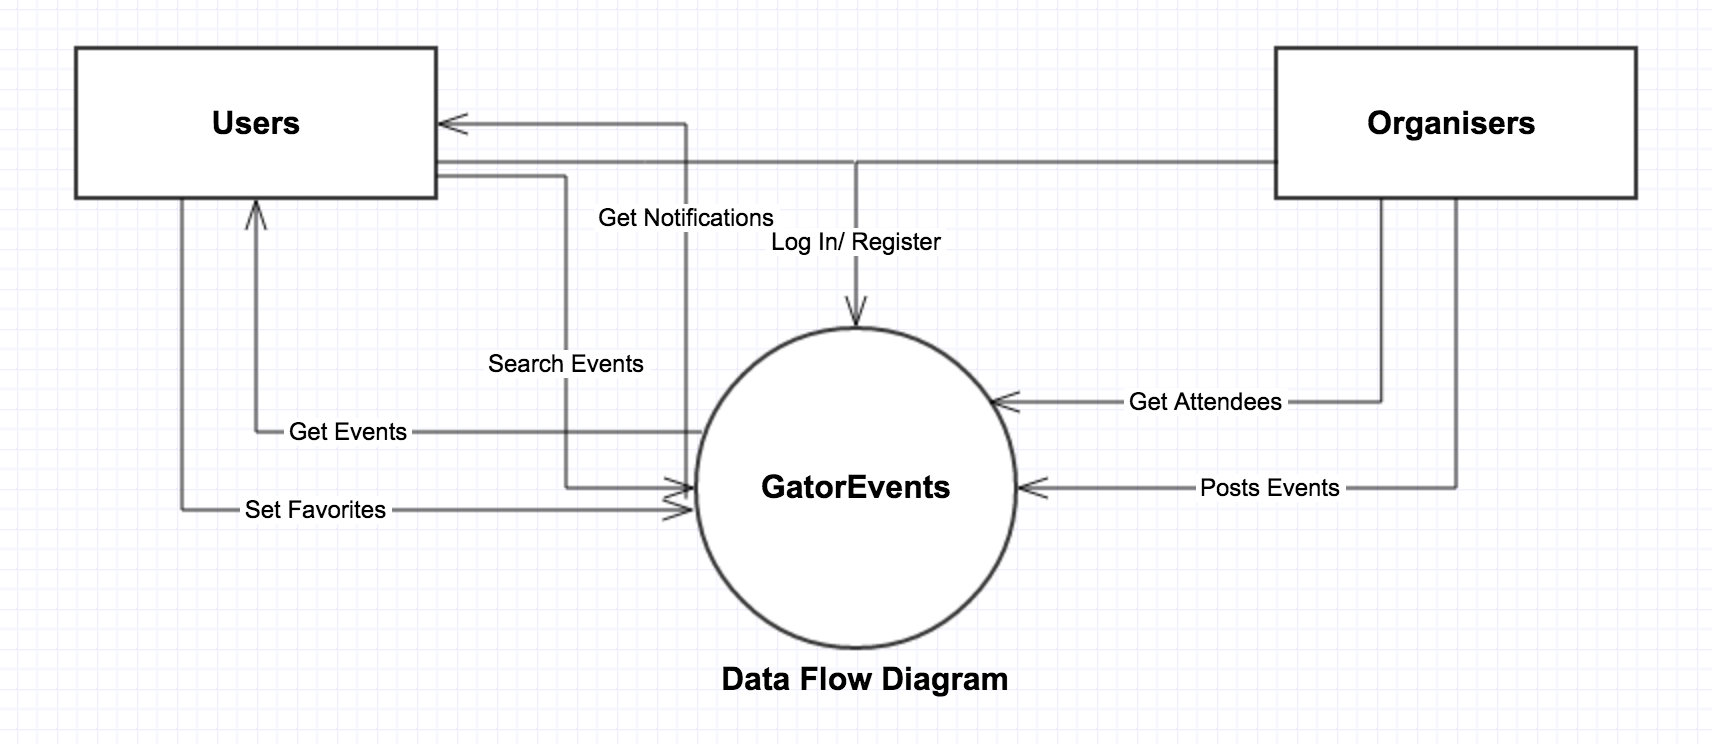 Users
Organisers
Get Notifications
Log In/ Register
Search Events
Get Attendees
Get Events
GatorEvents
Posts Events
Set Favorites
Data Flow Diagram